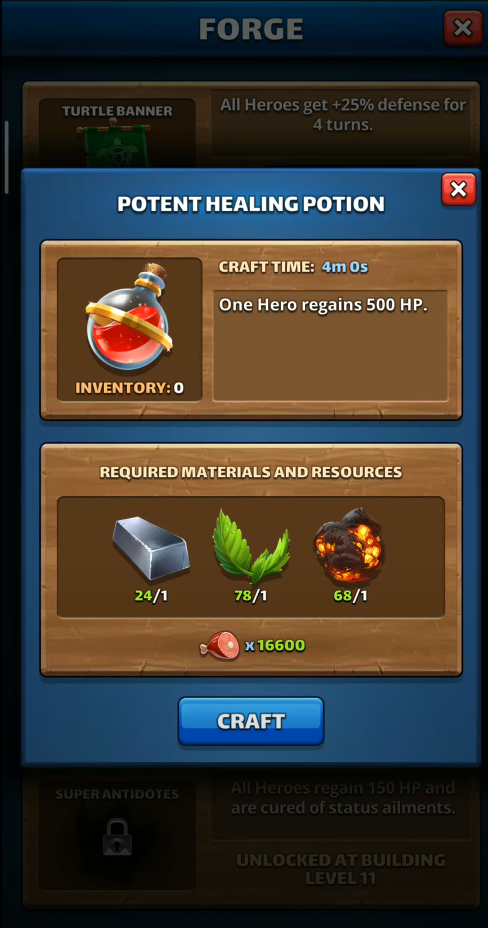 FORGE
TURTLE BANNER
All Heroes get +25% defense for
4 turns.
POTENT HEALING POTION
CRAFT TIME: 4m 0s
One Hero regains 500 HP.
INVENTORY: 0
REQUIRED MATERIALS AND RESOURCES
24/1 78/1 68/1
x 16600
CRAFT
SUPER ANTIDOTES
All Heroes regain 150 HP and
are cured of status ailments.
UNLOCKED AT BUILDING
LEVEL 11